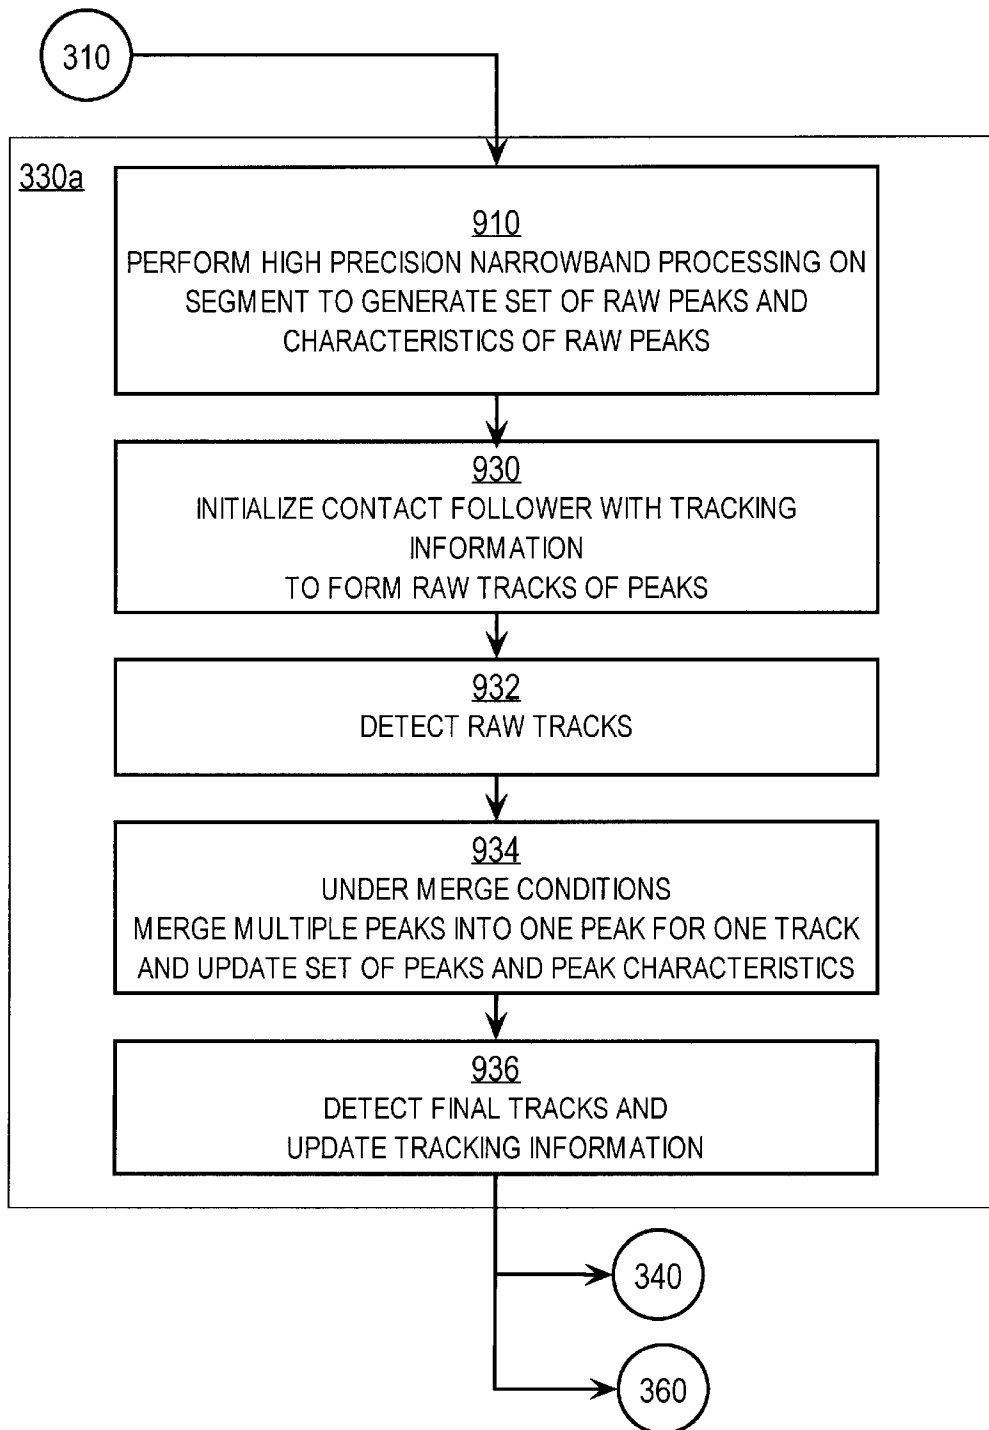 310
330a
910
PERFORM HIGH PRECISION NARROWBAND PROCESSING ON
SEGMENT TO GENERATE SET OF RAW PEAKS AND
CHARACTERISTICS OF RAW PEAKS
930
INITIALIZE CONTACT FOLLOWER WITH TRACKING
INFORMATION
TO FORM RAW TRACKS OF PEAKS
932
DETECT RAW TRACKS
934
UNDER MERGE CONDITIONS
MERGE MULTIPLE PEAKS INTO ONE PEAK FOR ONE TRACK
AND UPDATE SET OF PEAKS AND PEAK CHARACTERISTICS
936
DETECT FINAL TRACKS AND
UPDATE TRACKING INFORMATION
340
360